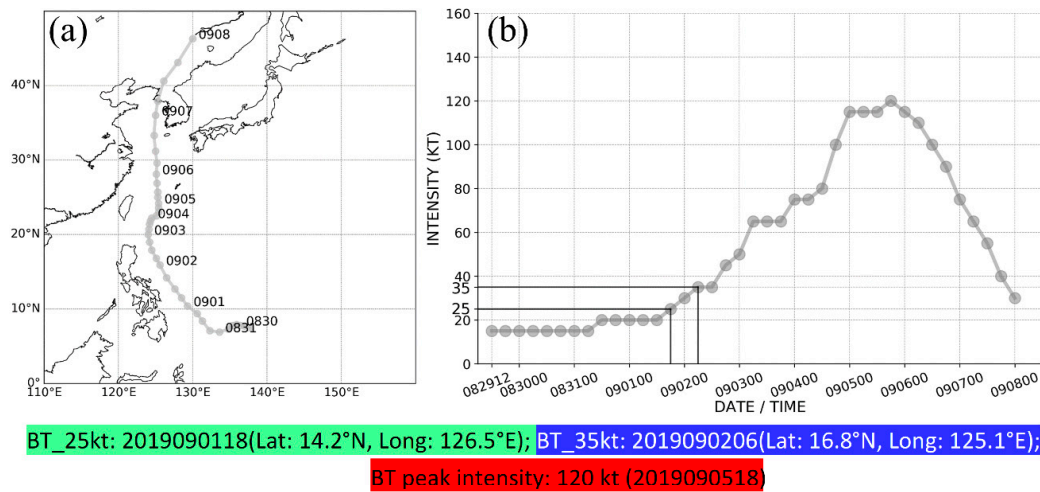 (a)
0908
0907
0906
0905
0904
0903
0902
0901
0831
0830
40°N
30°N
20°N
10°N
0°
110°E
120°E
130°E
140°E
150°E
(b)
INTENSITY (KT)
160
140
120
100
80
60
40
35
25
20
0
082912
083000
083100
090100
090200
090300
090400
090500
090600
090700
090800
DATE / TIME
BT_25kt: 2019090118(Lat: 14.2°N, Long: 126.5°E); BT_35kt: 2019090206(Lat: 16.8°N, Long: 125.1°E);
BT peak intensity: 120 kt (2019090518)